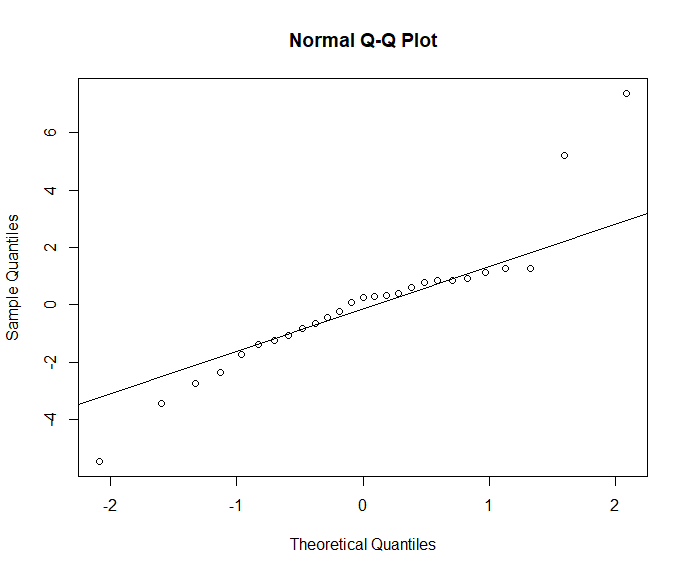 Normal Q-Q Plot
6
4
2
0
-2
-4
Sample Quantiles
-2 -1 0 1 2
Theoretical Quantiles